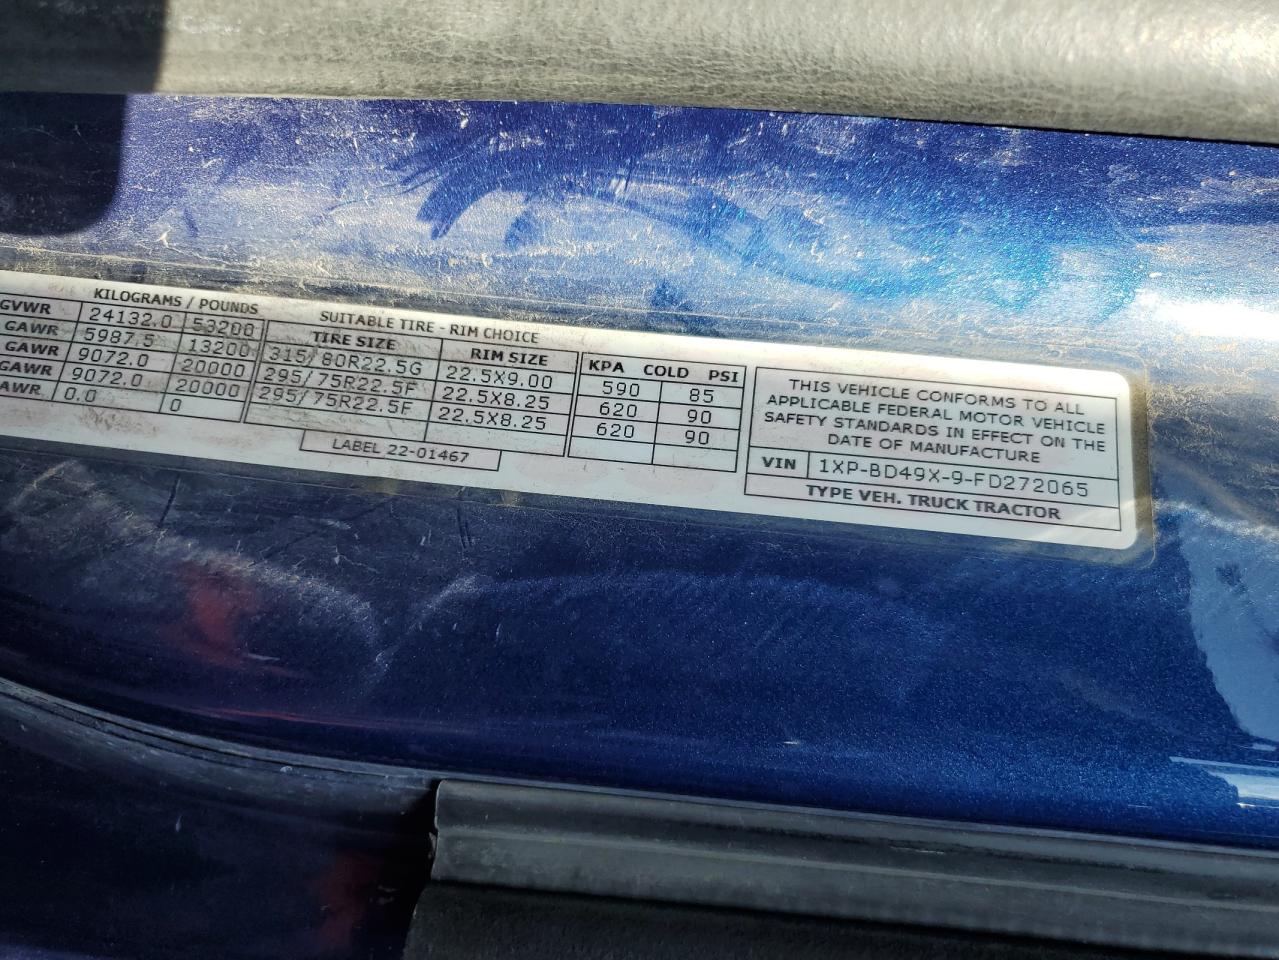 KILOGRAMS / POUNDS
SUITABLE TIRE - RIM CHOICE
GVWR 24132.0 53200 TIRE SIZE RIM SIZE
GAWR 5987.5 13200 315/80R22.5G 22.5X9.00
GAWR 9072.0 20000 295/75R22.5F 22.5X8.25
GAWR 9072.0 20000 295/75R22.5F 22.5X8.25
AWR 0.0 0
LABEL 22-01467
KPA COLD PSI
590 85
620 90
620 90
THIS VEHICLE CONFORMS TO ALL
APPLICABLE FEDERAL MOTOR VEHICLE
SAFETY STANDARDS IN EFFECT ON THE
DATE OF MANUFACTURE
VIN 1XP-BD49X-9-FD272065
TYPE VEH. TRUCK TRACTOR